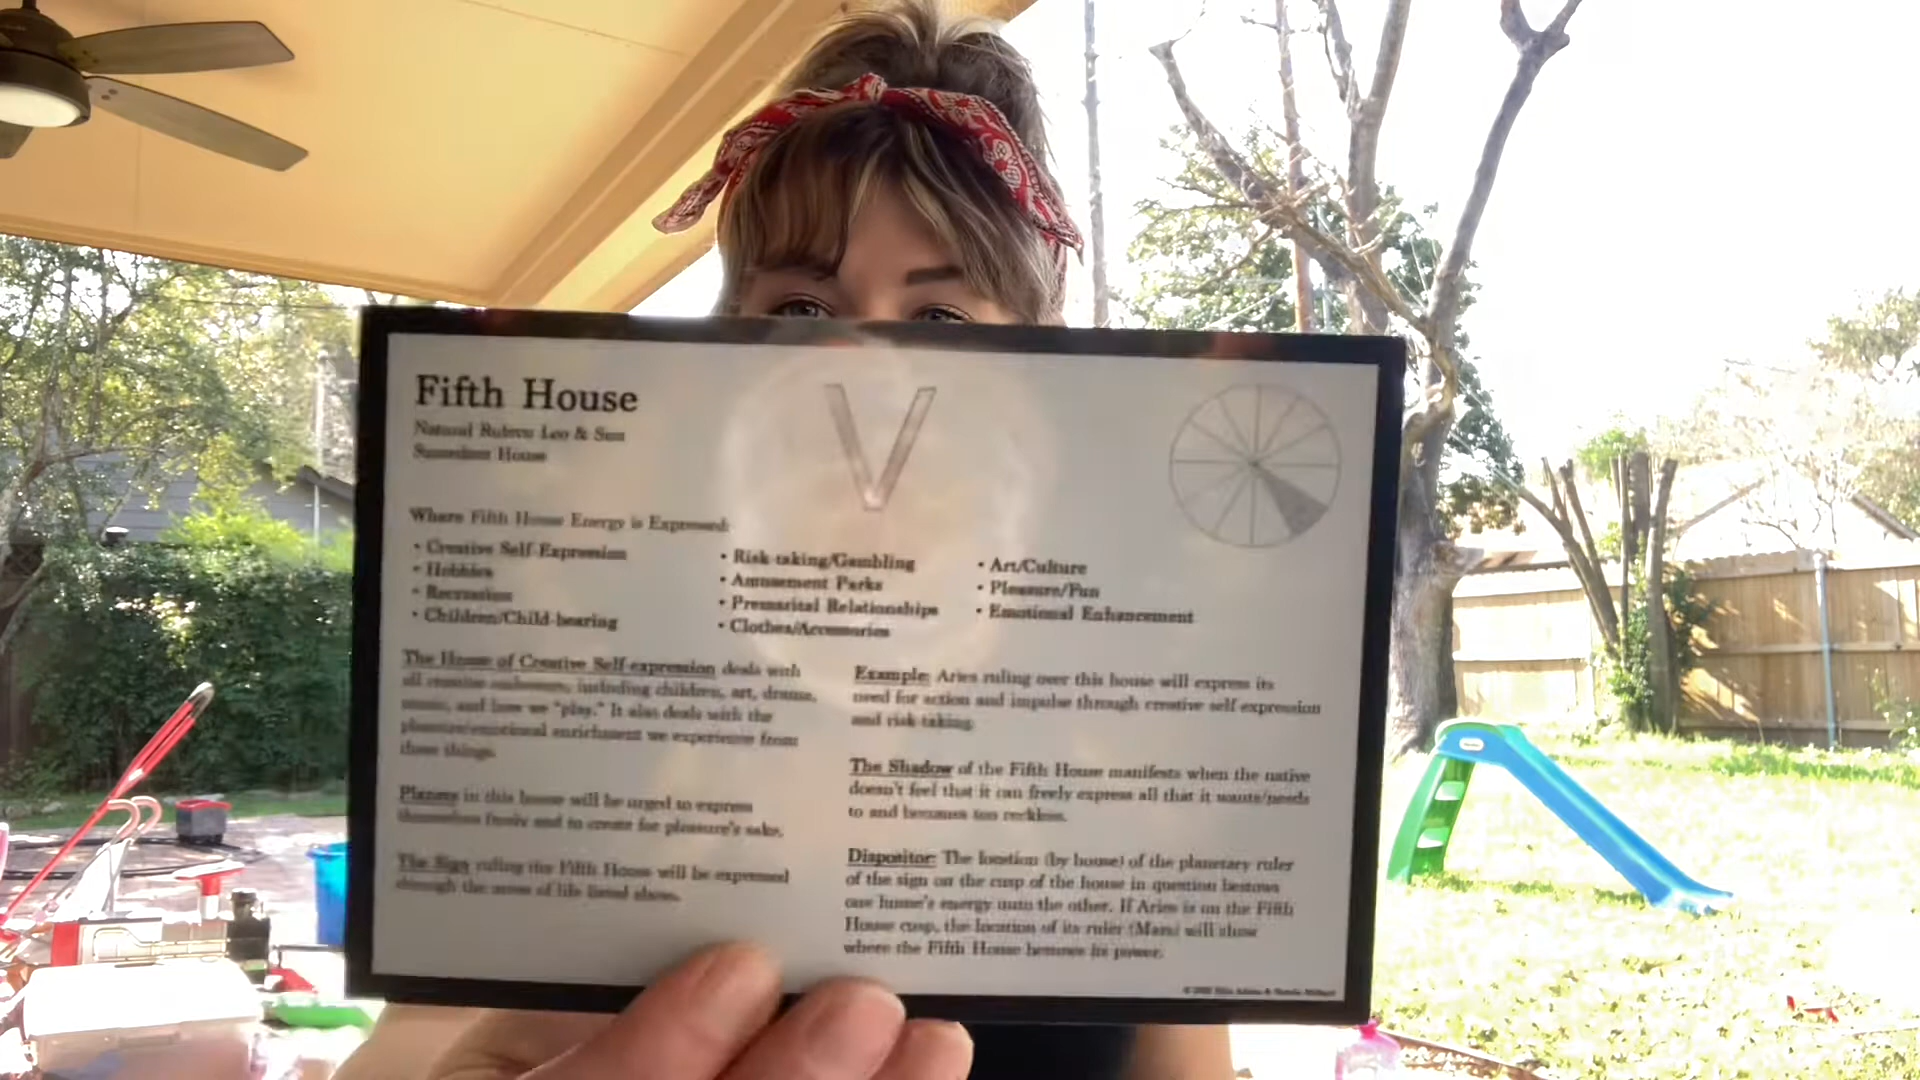 Fifth House
Natural Rulers: Leo & Sun
Succedent House
V
Where Fifth House Energy is Expressed:
• Creative Self-Expression
• Hobbies
• Recreation
• Children/Child-bearing
• Risk-taking/Gambling
• Amusement Parks
• Premarital Relationships
• Clothes/Accessories
• Art/Culture
• Pleasure/Fun
• Emotional Enhancement
The House of Creative Self-expression deals with
all creative endeavors, including children, art, drama,
music, and how we "play." It also deals with the
pleasure/emotional enrichment we experience from
these things.
Planets in this house will be urged to express
themselves freely and to create for pleasure's sake.
The Sign ruling the Fifth House will be expressed
through the areas of life listed above.
Example: Aries ruling over this house will express its
need for action and impulse through creative self expression
and risk taking.
The Shadow of the Fifth House manifests when the native
doesn't feel that it can freely express all that it wants/needs
to and becomes too reckless.
Dispositor: The location (by house) of the planetary ruler
of the sign on the cusp of the house in question bestows
one house's energy unto the other. If Aries is on the Fifth
House cusp, the location of its ruler (Mars) will show
where the Fifth House bestows its power.